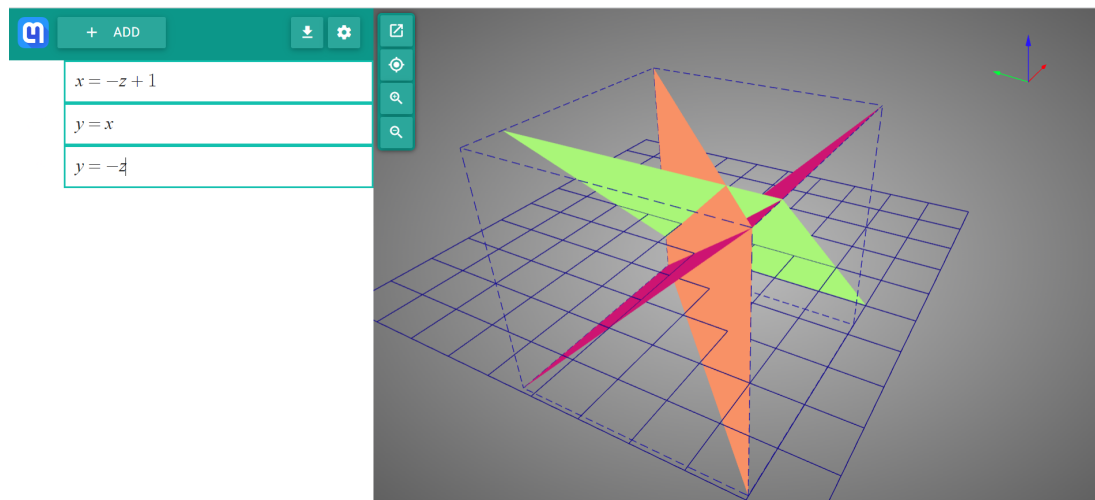 + ADD
x = −z + 1
y = x
y = −z